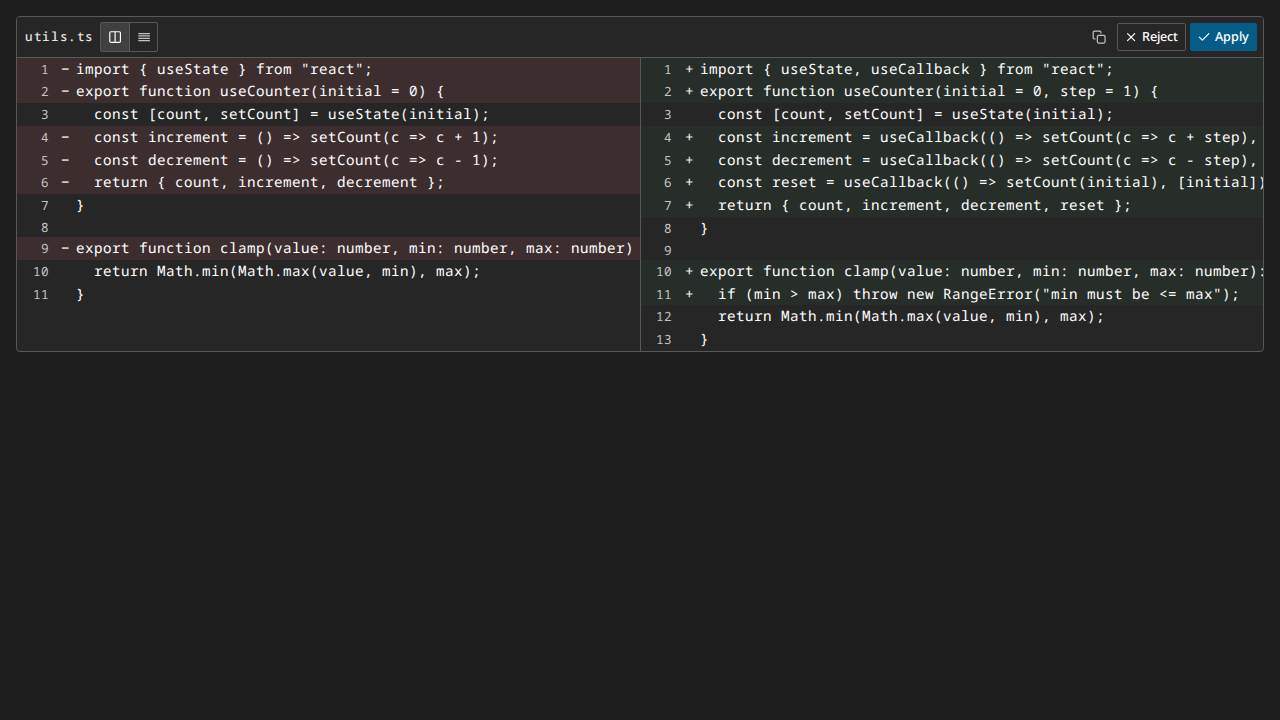 utils.ts
Reject
Apply
1 - import { useState } from "react";
2 - export function useCounter(initial = 0) {
3 const [count, setCount] = useState(initial);
4 - const increment = () => setCount(c => c + 1);
5 - const decrement = () => setCount(c => c - 1);
6 - return { count, increment, decrement };
7 }
8
9 - export function clamp(value: number, min: number, max: number)
10 return Math.min(Math.max(value, min), max);
11 }
1 + import { useState, useCallback } from "react";
2 + export function useCounter(initial = 0, step = 1) {
3 const [count, setCount] = useState(initial);
4 + const increment = useCallback(() => setCount(c => c + step),
5 + const decrement = useCallback(() => setCount(c => c - step),
6 + const reset = useCallback(() => setCount(initial), [initial])
7 + return { count, increment, decrement, reset };
8 }
9
10 + export function clamp(value: number, min: number, max: number):
11 + if (min > max) throw new RangeError("min must be <= max");
12 return Math.min(Math.max(value, min), max);
13 }